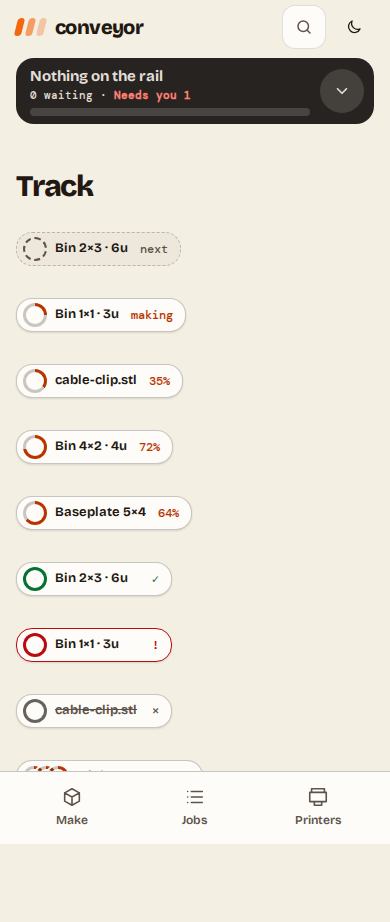 conveyor
Nothing on the rail
0 waiting · Needs you 1
Track
Bin 2×3 · 6u next
Bin 1×1 · 3u making
cable-clip.stl 35%
Bin 4×2 · 4u 72%
Baseplate 5×4 64%
Bin 2×3 · 6u ✓
Bin 1×1 · 3u !
cable-clip.stl ×
Make Jobs Printers